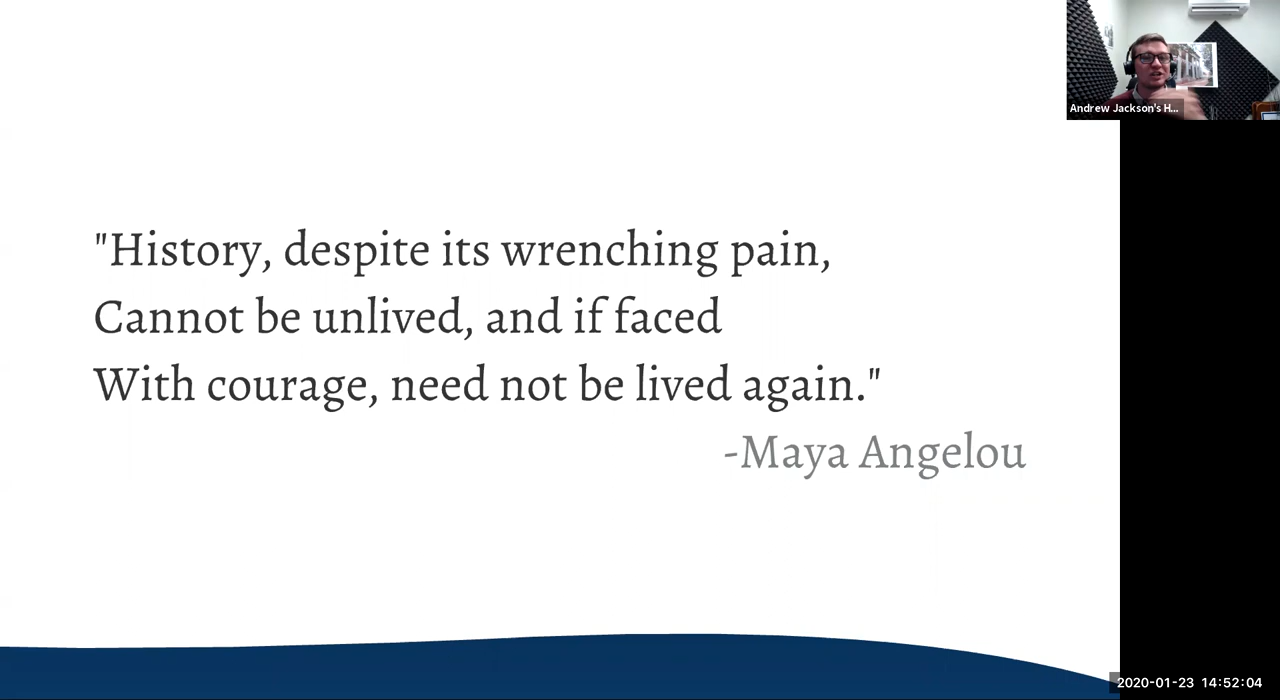 Andrew Jackson's H...
"History, despite its wrenching pain,
Cannot be unlived, and if faced
With courage, need not be lived again."
-Maya Angelou
2020-01-23 14:52:04